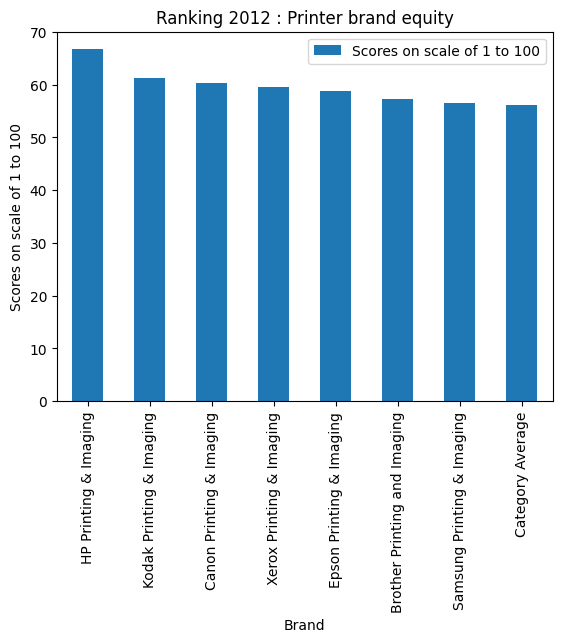 Ranking 2012 : Printer brand equity
Scores on scale of 1 to 100
Scores on scale of 1 to 100
70
60
50
40
30
20
10
0
HP Printing & Imaging
Kodak Printing & Imaging
Canon Printing & Imaging
Xerox Printing & Imaging
Epson Printing & Imaging
Brother Printing and Imaging
Samsung Printing & Imaging
Category Average
Brand